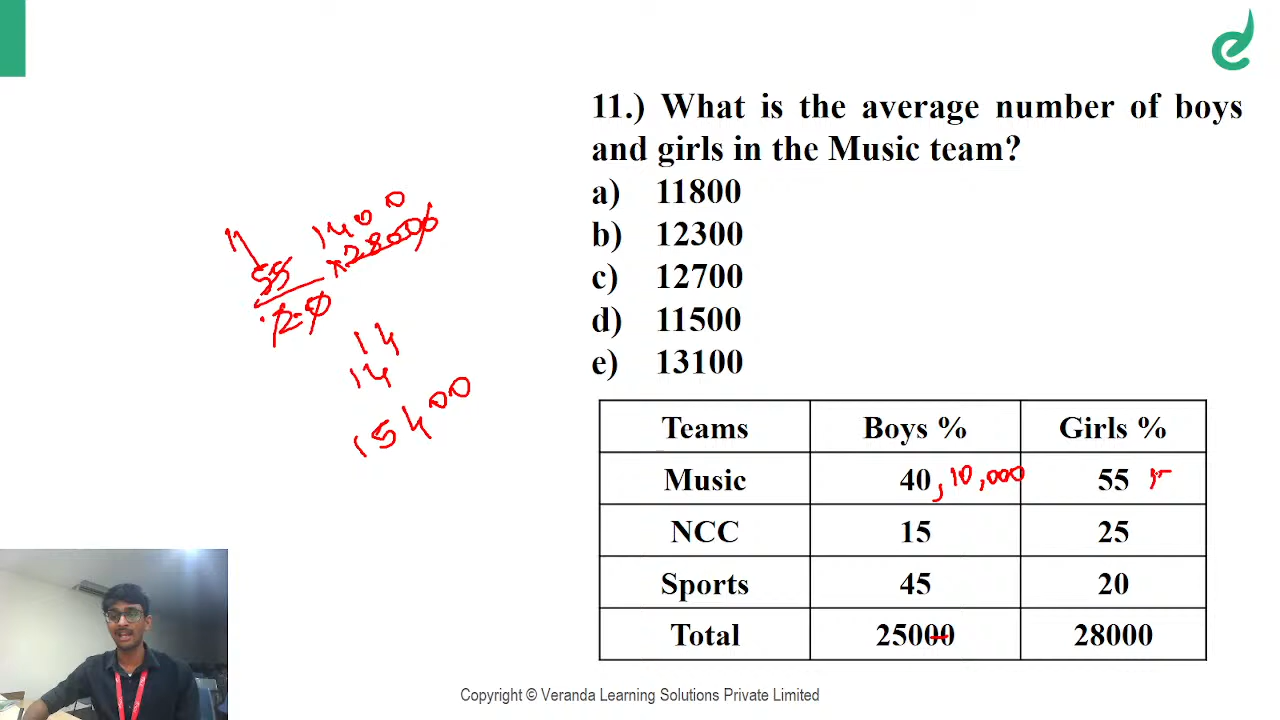 11.) What is the average number of boys
and girls in the Music team?
a) 11800
b) 12300
c) 12700
d) 11500
e) 13100
11 1400
55 × 28000
14
14
15400
Teams Boys % Girls %
Music 40, 10,000 55
NCC 15 25
Sports 45 20
Total 25000 28000
Copyright © Veranda Learning Solutions Private Limited